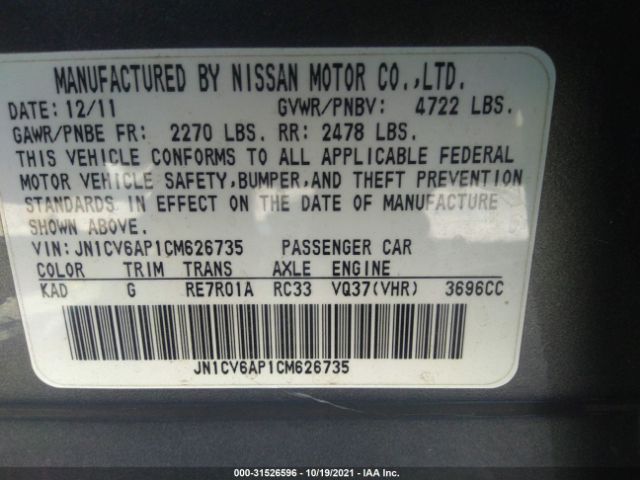 MANUFACTURED BY NISSAN MOTOR CO.,LTD.
DATE: 12/11 GVWR/PNBV: 4722 LBS.
GAWR/PNBE FR: 2270 LBS. RR: 2478 LBS.
THIS VEHICLE CONFORMS TO ALL APPLICABLE FEDERAL
MOTOR VEHICLE SAFETY,BUMPER,AND THEFT PREVENTION
STANDARDS IN EFFECT ON THE DATE OF MANUFACTURE
SHOWN ABOVE.
VIN: JN1CV6AP1CM626735 PASSENGER CAR
COLOR TRIM TRANS AXLE ENGINE
KAD G RE7R01A RC33 VQ37(VHR) 3696CC
JN1CV6AP1CM626735
000-31526596 - 10/19/2021 - IAA Inc.